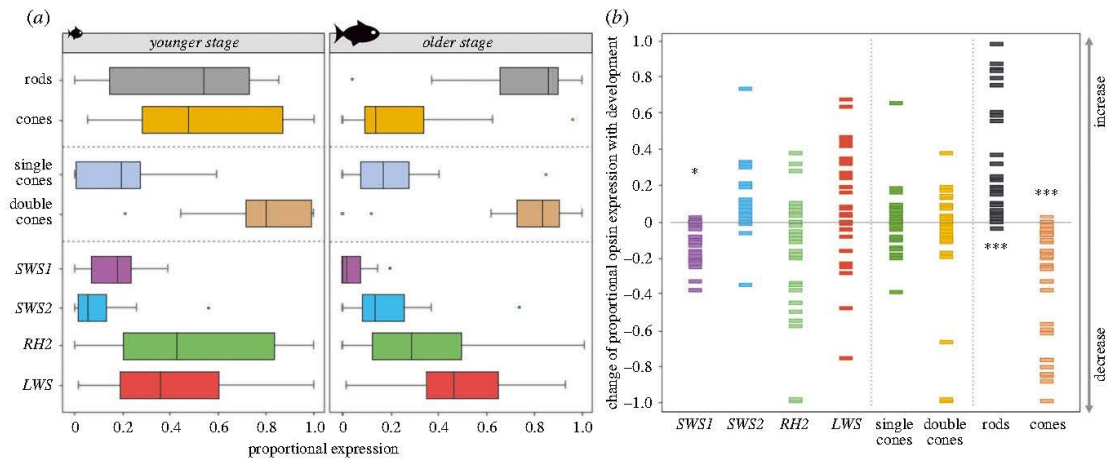 (a)
younger stage
older stage
rods
cones
single
cones
double
cones
SWS1
SWS2
RH2
LWS
0 0.2 0.4 0.6 0.8 1.0 0 0.2 0.4 0.6 0.8 1.0
proportional expression
(b)
change of proportional opsin expression with development
1.0
0.8
0.6
0.4
0.2
0
−0.2
−0.4
−0.6
−0.8
−1.0
*
***
***
SWS1 SWS2 RH2 LWS single double rods cones
cones cones
increase
decrease